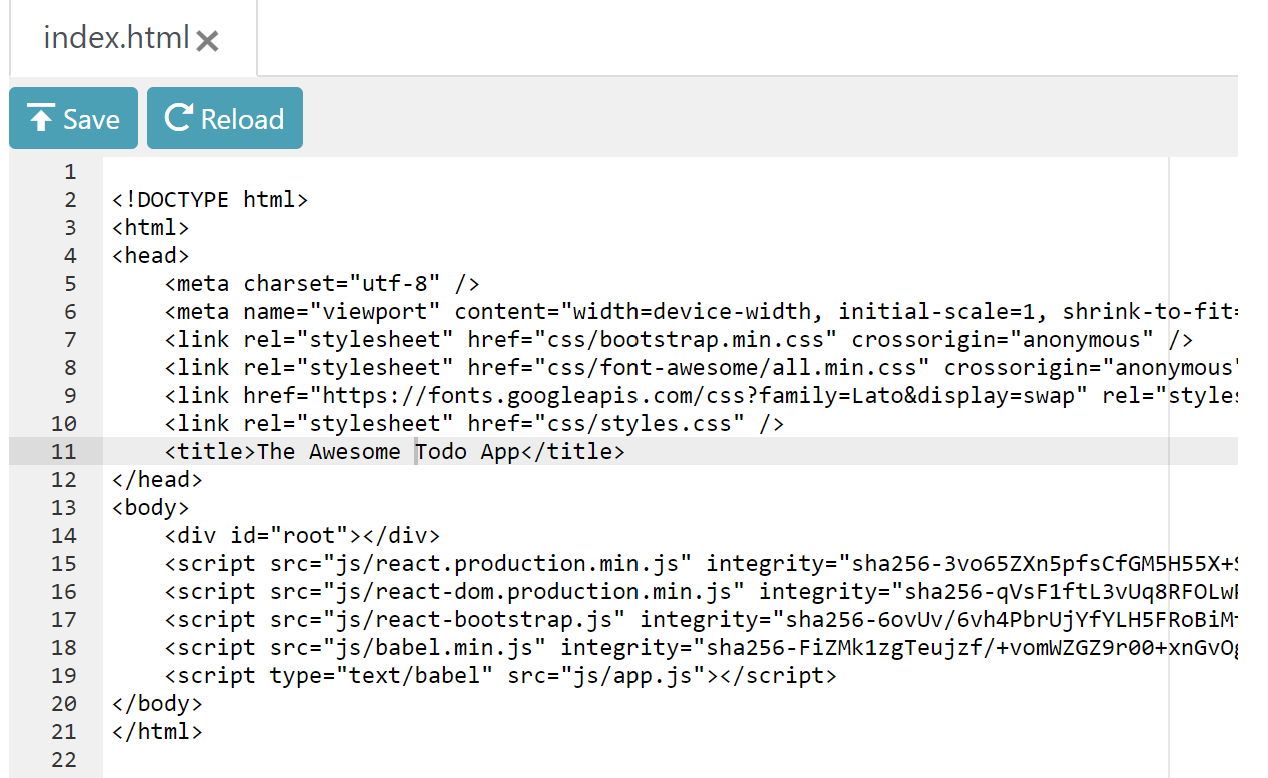 index.html
Save Reload
1
2 <!DOCTYPE html>
3 <html>
4 <head>
5 <meta charset="utf-8" />
6 <meta name="viewport" content="width=device-width, initial-scale=1, shrink-to-fit=
7 <link rel="stylesheet" href="css/bootstrap.min.css" crossorigin="anonymous" />
8 <link rel="stylesheet" href="css/font-awesome/all.min.css" crossorigin="anonymous"
9 <link href="https://fonts.googleapis.com/css?family=Lato&display=swap" rel="styles
10 <link rel="stylesheet" href="css/styles.css" />
11 <title>The Awesome Todo App</title>
12 </head>
13 <body>
14 <div id="root"></div>
15 <script src="js/react.production.min.js" integrity="sha256-3vo65ZXn5pfsCfGM5H55X+S
16 <script src="js/react-dom.production.min.js" integrity="sha256-qVsF1ftL3vUq8RFOLwP
17 <script src="js/react-bootstrap.js" integrity="sha256-6ovUv/6vh4PbrUjYfYLH5FRoBiM
18 <script src="js/babel.min.js" integrity="sha256-FiZMk1zgTeujzf/+vomWZGZ9r00+xnGvOg
19 <script type="text/babel" src="js/app.js"></script>
20 </body>
21 </html>
22